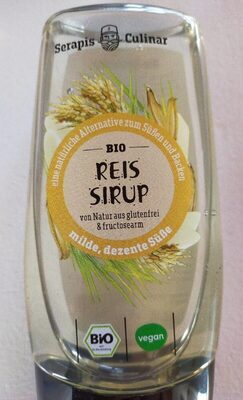 Serapis Culinar
eine natürliche Alternative zum Süßen und Backen
BIO
REIS
SIRUP
von Natur aus glutenfrei
& fructosearm
milde, dezente Süße
BiO
vegan